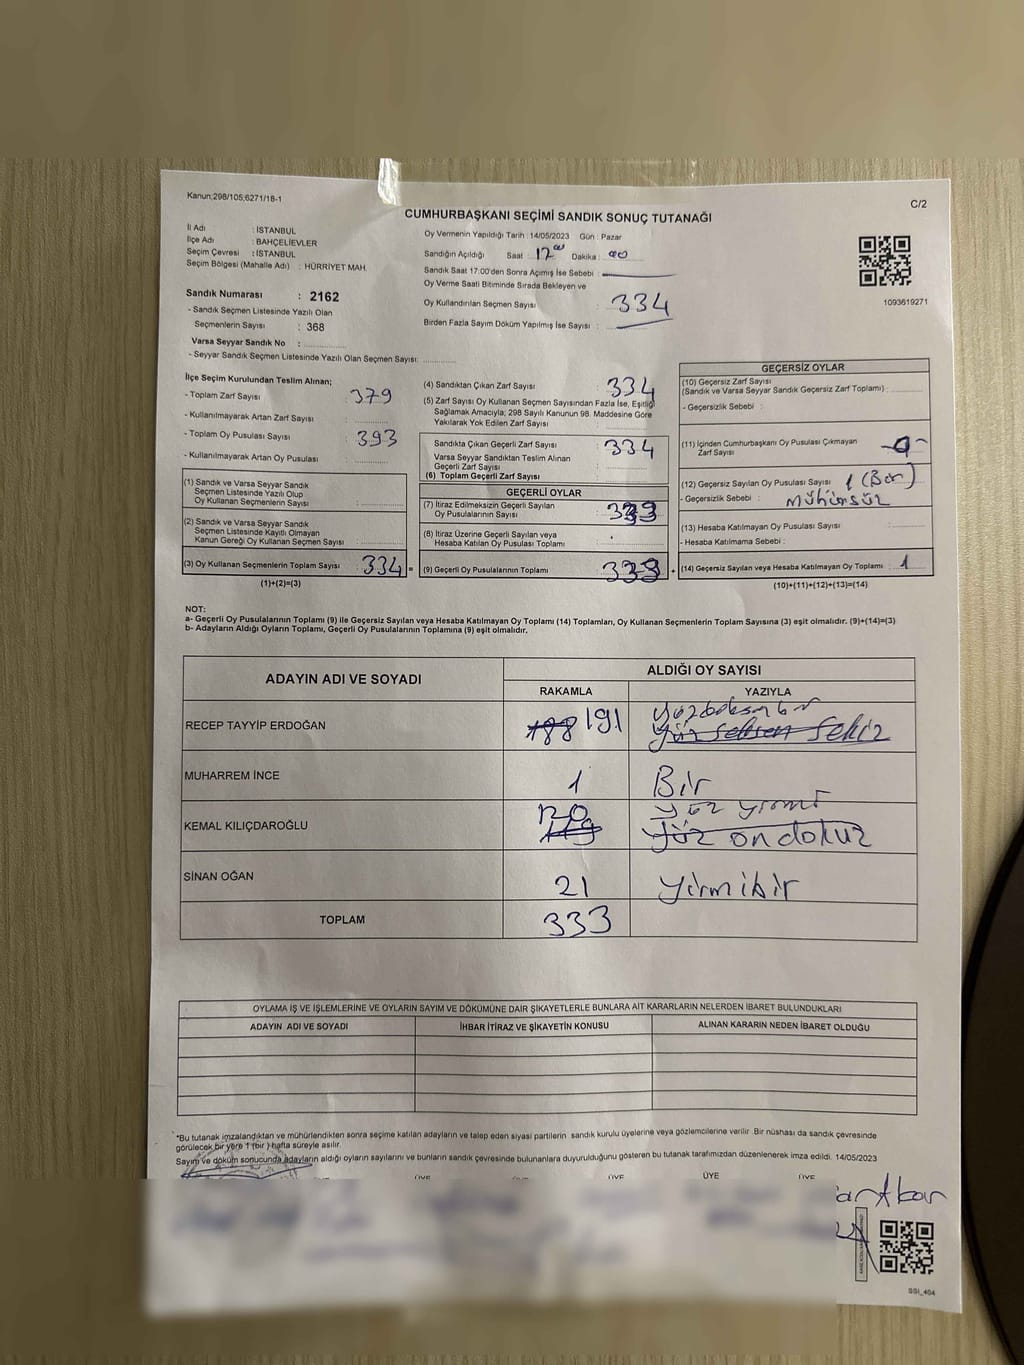 Kanun;298/105;6271/18-1
C/2
CUMHURBAŞKANI SEÇİMİ SANDIK SONUÇ TUTANAĞI
İl Adı : İSTANBUL
İlçe Adı : BAHÇELİEVLER
Seçim Çevresi : İSTANBUL
Seçim Bölgesi (Mahalle Adı) : HÜRRİYET MAH.
Sandık Numarası : 2162
- Sandık Seçmen Listesinde Yazılı Olan
Seçmenlerin Sayısı : 368
Varsa Seyyar Sandık No :
- Seyyar Sandık Seçmen Listesinde Yazılı Olan Seçmen Sayısı:
Oy Vermenin Yapıldığı Tarih : 14/05/2023 Gün : Pazar
Sandığın Açıldığı Saat : 17 00 Dakika : 00
Sandık Saat 17:00'den Sonra Açımış İse Sebebi :
Oy Verme Saati Bitiminde Sırada Bekleyen ve
Oy Kullandırılan Seçmen Sayısı : 334
Birden Fazla Sayım Döküm Yapılmış İse Sayısı :
1093619271
İlçe Seçim Kurulundan Teslim Alınan;
- Toplam Zarf Sayısı : 379
- Kullanılmayarak Artan Zarf Sayısı :
- Toplam Oy Pusulası Sayısı : 393
- Kullanılmayarak Artan Oy Pusulası :
(1) Sandık ve Varsa Seyyar Sandık
Seçmen Listesinde Yazılı Olup
Oy Kullanan Seçmenlerin Sayısı :
(2) Sandık ve Varsa Seyyar Sandık
Seçmen Listesinde Kayıtlı Olmayan
Kanun Gereği Oy Kullanan Seçmen Sayısı :
(3) Oy Kullanan Seçmenlerin Toplam Sayısı 334 =
(1)+(2)=(3)
(4) Sandıktan Çıkan Zarf Sayısı : 334
(5) Zarf Sayısı Oy Kullanan Seçmen Sayısından Fazla İse, Eşitliği
Sağlamak Amacıyla; 298 Sayılı Kanunun 98. Maddesine Göre
Yakılarak Yok Edilen Zarf Sayısı :
Sandıkta Çıkan Geçerli Zarf Sayısı : 334
Varsa Seyyar Sandıktan Teslim Alınan
Geçerli Zarf Sayısı :
(6) Toplam Geçerli Zarf Sayısı :
GEÇERLİ OYLAR
(7) İtiraz Edilmeksizin Geçerli Sayılan
Oy Pusulalarının Sayısı : 333
(8) İtiraz Üzerine Geçerli Sayılan veya
Hesaba Katılan Oy Pusulası Toplamı :
(9) Geçerli Oy Pusulalarının Toplamı : 333 +
GEÇERSİZ OYLAR
(10) Geçersiz Zarf Sayısı
(Sandık ve Varsa Seyyar Sandık Geçersiz Zarf Toplamı) :
- Geçersizlik Sebebi :
(11) İçinden Cumhurbaşkanı Oy Pusulası Çıkmayan
Zarf Sayısı -0-
(12) Geçersiz Sayılan Oy Pusulası Sayısı : 1 (Bir)
- Geçersizlik Sebebi : mühürsüz
(13) Hesaba Katılmayan Oy Pusulası Sayısı :
- Hesaba Katılmama Sebebi :
(14) Geçersiz Sayılan veya Hesaba Katılmayan Oy Toplamı : 1
(10)+(11)+(12)+(13)=(14)
NOT:
a- Geçerli Oy Pusulalarının Toplamı (9) ile Geçersiz Sayılan veya Hesaba Katılmayan Oy Toplamı (14) Toplamları, Oy Kullanan Seçmenlerin Toplam Sayısına (3) eşit olmalıdır. (9)+(14)=(3)
b- Adayların Aldığı Oyların Toplamı, Geçerli Oy Pusulalarının Toplamına (9) eşit olmalıdır.
ADAYIN ADI VE SOYADI
ALDIĞI OY SAYISI
RAKAMLA YAZIYLA
RECEP TAYYİP ERDOĞAN 188 191 yüzdoksanbir
yüz seksen sekiz
MUHARREM İNCE 1 Bir
KEMAL KILIÇDAROĞLU 120 yüz yirmi
119 yüz on dokuz
SİNAN OĞAN 21 yirmibir
TOPLAM 333
OYLAMA İŞ VE İŞLEMLERİNE VE OYLARIN SAYIM VE DÖKÜMÜNE DAİR ŞİKAYETLERLE BUNLARA AİT KARARLARIN NELERDEN İBARET BULUNDUKLARI
ADAYIN ADI VE SOYADI İHBAR İTİRAZ VE ŞİKAYETİN KONUSU ALINAN KARARIN NEDEN İBARET OLDUĞU
*Bu tutanak imzalandıktan ve mühürlendikten sonra seçime katılan adayların ve talep eden siyasi partilerin sandık kurulu üyelerine veya gözlemcilerine verilir. Bir nüshası da sandık çevresinde
görülecek bir yere 1 (bir ) hafta süreyle asılır.
Sayım ve döküm sonucunda adayların aldığı oyların sayılarını ve bunların sandık çevresinde bulunanlara duyurulduğunu gösteren bu tutanak tarafımızdan düzenlenerek imza edildi. 14/05/2023
ÜYE ÜYE ÜYE ÜYE ÜYE
SSI_404